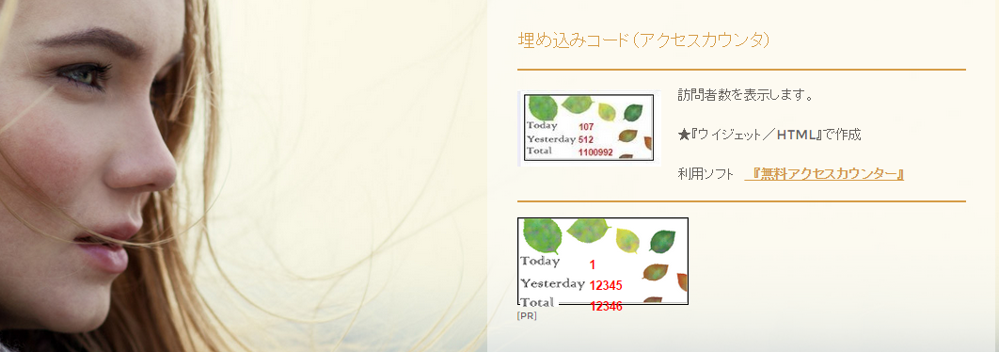 埋め込みコード（アクセスカウンタ）
訪問者数を表示します。
★『ウィジェット／HTML』で作成
利用ソフト 『無料アクセスカウンター』
Today 107
Yesterday 512
Total 1100992
Today 1
Yesterday 12345
Total 12346
[PR]